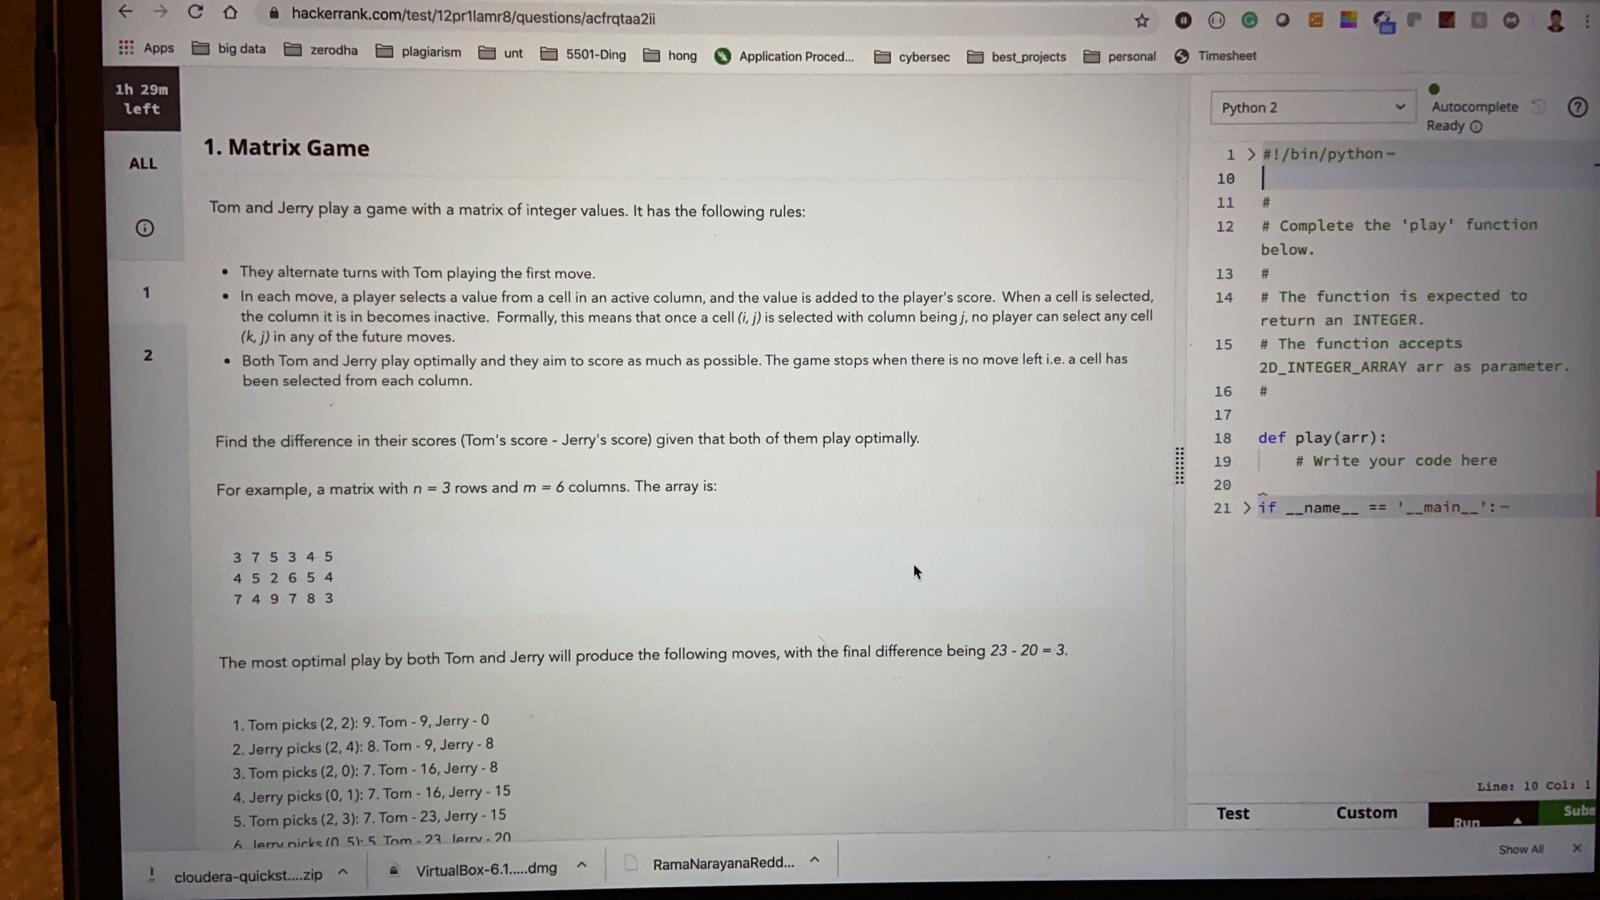 hackerrank.com/test/12pr1lamr8/questions/acfrqtaa2ii
Apps big data zerodha plagiarism unt 5501-Ding hong Application Proced... cybersec best_projects personal Timesheet
1h 29m
left
ALL
1
2
1. Matrix Game
Tom and Jerry play a game with a matrix of integer values. It has the following rules:
• They alternate turns with Tom playing the first move.
• In each move, a player selects a value from a cell in an active column, and the value is added to the player's score. When a cell is selected,
the column it is in becomes inactive. Formally, this means that once a cell (i, j) is selected with column being j, no player can select any cell
(k, j) in any of the future moves.
• Both Tom and Jerry play optimally and they aim to score as much as possible. The game stops when there is no move left i.e. a cell has
been selected from each column.
Find the difference in their scores (Tom's score - Jerry's score) given that both of them play optimally.
For example, a matrix with n = 3 rows and m = 6 columns. The array is:
3 7 5 3 4 5
4 5 2 6 5 4
7 4 9 7 8 3
The most optimal play by both Tom and Jerry will produce the following moves, with the final difference being 23 - 20 = 3.
1. Tom picks (2, 2): 9. Tom - 9, Jerry - 0
2. Jerry picks (2, 4): 8. Tom - 9, Jerry - 8
3. Tom picks (2, 0): 7. Tom - 16, Jerry - 8
4. Jerry picks (0, 1): 7. Tom - 16, Jerry - 15
5. Tom picks (2, 3): 7. Tom - 23, Jerry - 15
6. Jerry picks (0, 5): 5. Tom - 23, Jerry - 20
Python 2
Autocomplete
Ready
1 > #!/bin/python
10
11 #
12 # Complete the 'play' function
below.
13 #
14 # The function is expected to
return an INTEGER.
15 # The function accepts
2D_INTEGER_ARRAY arr as parameter.
16 #
17
18 def play(arr):
19 # Write your code here
20
21 > if __name__ == '__main__':
Line: 10 Col: 1
Test Custom Run
cloudera-quickst....zip VirtualBox-6.1.....dmg RamaNarayanaRedd... Show All